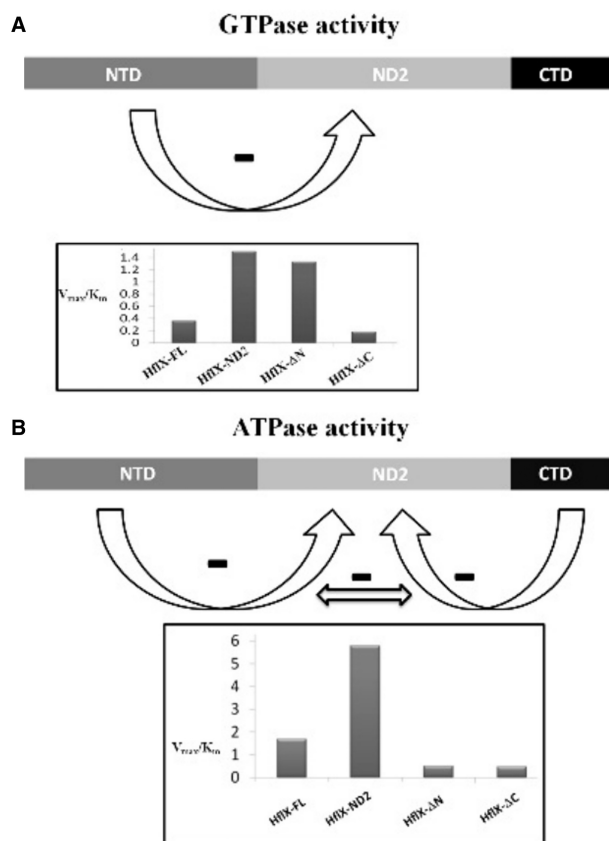 A
GTPase activity
NTD ND2 CTD
-
Vmax/Km
1.4
1.2
1
0.8
0.6
0.4
0.2
0
HflX-FL HflX-ND2 HflX-ΔN HflX-ΔC
B
ATPase activity
NTD ND2 CTD
- - -
Vmax/Km
6
5
4
3
2
1
0
HflX-FL HflX-ND2 HflX-ΔN HflX-ΔC